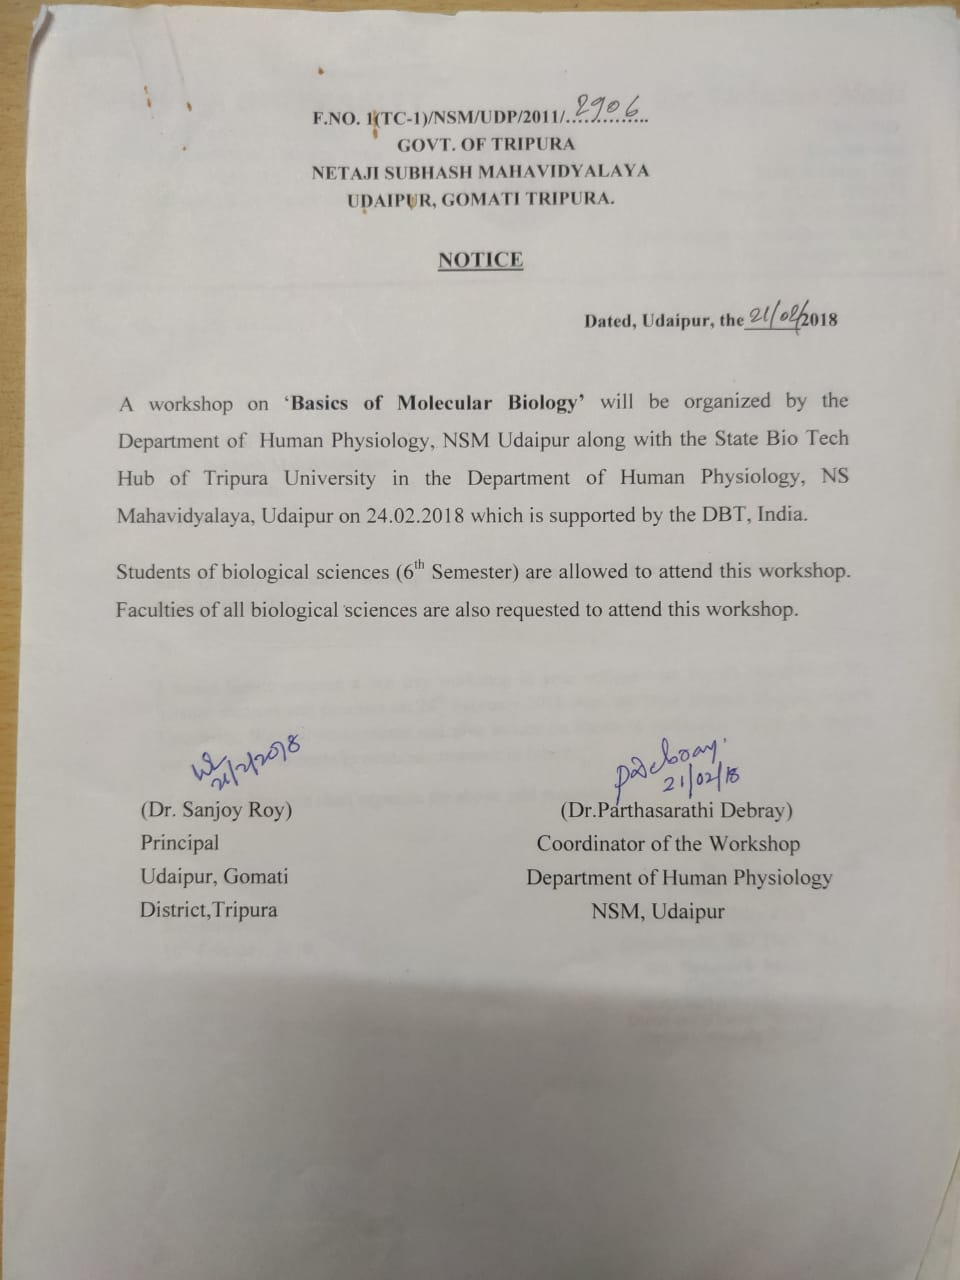 F.NO. 1(TC-1)/NSM/UDP/2011/..2906..
GOVT. OF TRIPURA
NETAJI SUBHASH MAHAVIDYALAYA
UDAIPUR, GOMATI TRIPURA.
NOTICE
Dated, Udaipur, the 21/02/2018
A workshop on ‘Basics of Molecular Biology’ will be organized by the
Department of Human Physiology, NSM Udaipur along with the State Bio Tech
Hub of Tripura University in the Department of Human Physiology, NS
Mahavidyalaya, Udaipur on 24.02.2018 which is supported by the DBT, India.
Students of biological sciences (6th Semester) are allowed to attend this workshop.
Faculties of all biological sciences are also requested to attend this workshop.
21/2/2018
PDebray.
21/02/18
(Dr. Sanjoy Roy)
Principal
Udaipur, Gomati
District,Tripura
(Dr.Parthasarathi Debray)
Coordinator of the Workshop
Department of Human Physiology
NSM, Udaipur